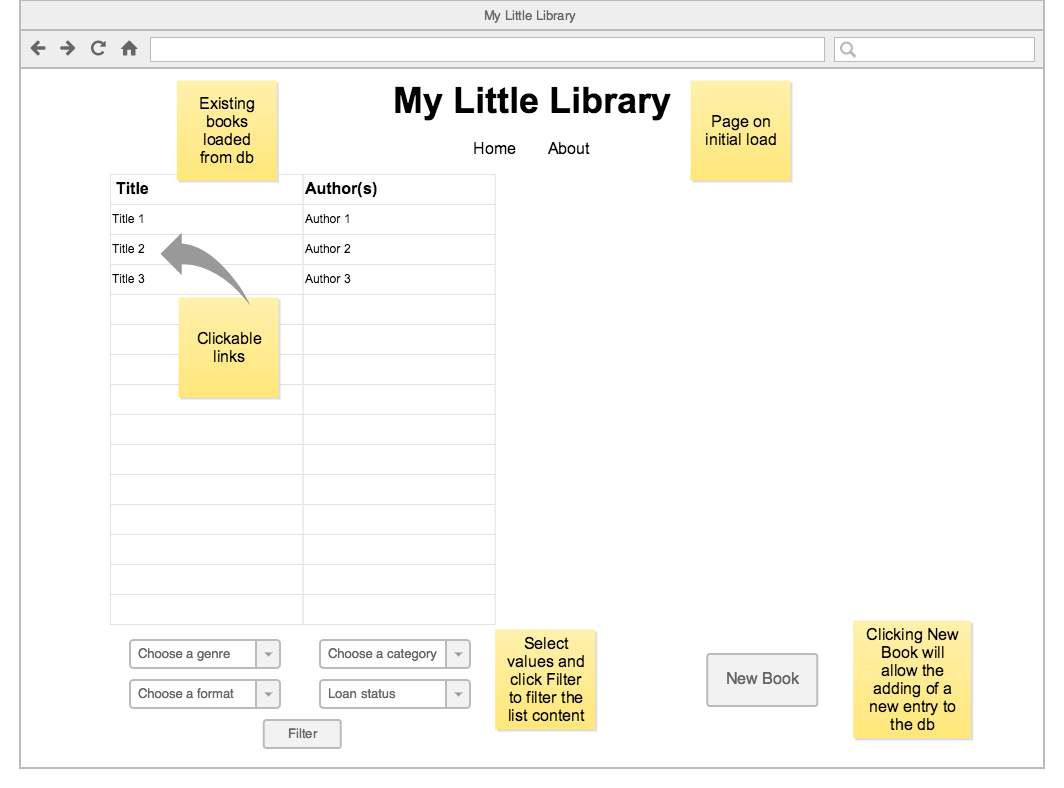 My Little Library
Existing
books
loaded
from db
My Little Library
Page on
initial load
Home About
Title Author(s)
Title 1 Author 1
Title 2 Author 2
Title 3 Author 3
Clickable
links
Choose a genre Choose a category
Choose a format Loan status
Filter
Select
values and
click Filter
to filter the
list content
New Book
Clicking New
Book will
allow the
adding of a
new entry to
the db